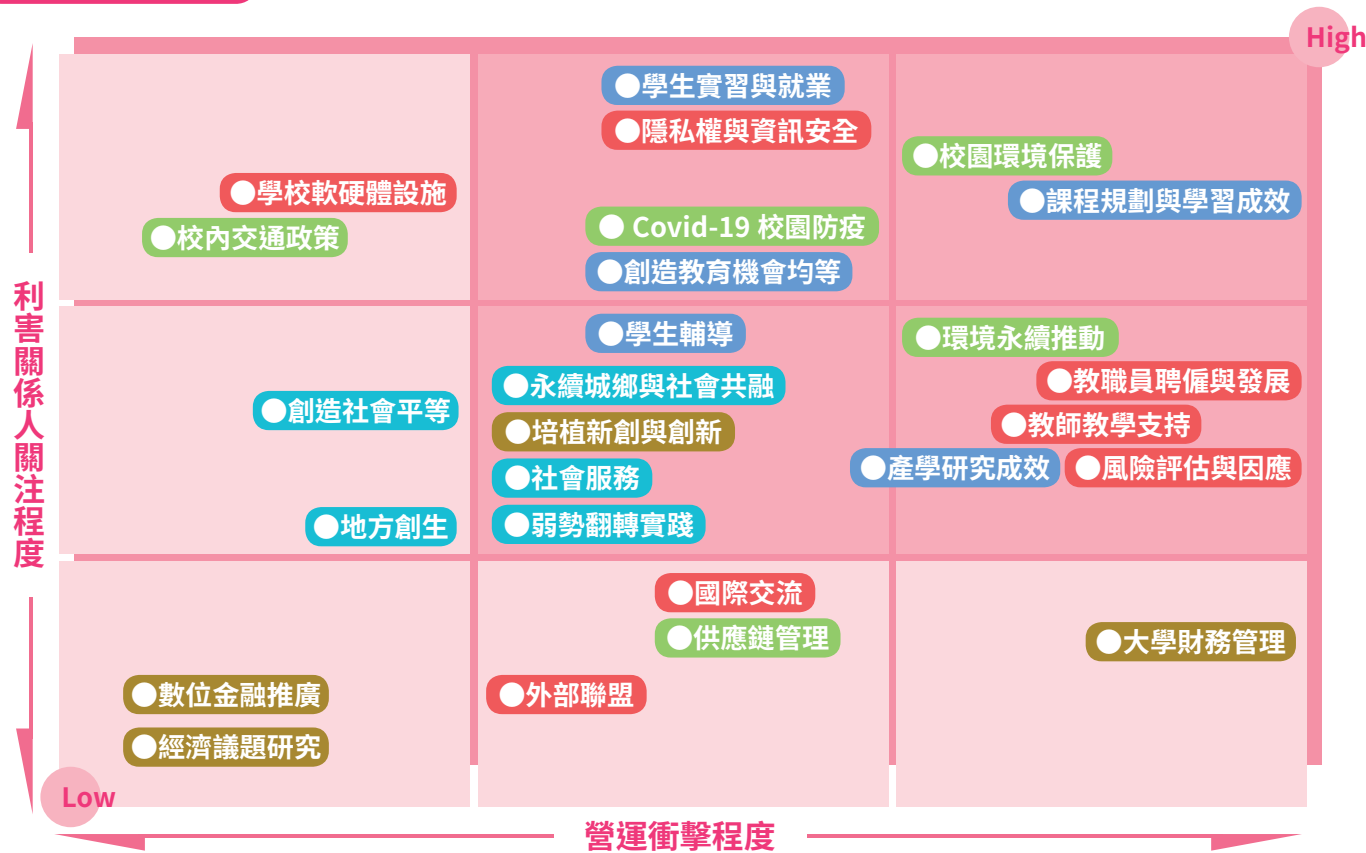 High
●學生實習與就業
●隱私權與資訊安全
●校園環境保護
●學校軟硬體設施
●課程規劃與學習成效
●校內交通政策
● Covid-19 校園防疫
●創造教育機會均等
利害關係人關注程度
●學生輔導
●環境永續推動
●永續城鄉與社會共融
●教職員聘僱與發展
●創造社會平等
●培植新創與創新
●教師教學支持
●社會服務
●產學研究成效
●風險評估與因應
●地方創生
●弱勢翻轉實踐
●國際交流
●供應鏈管理
●大學財務管理
●數位金融推廣
●外部聯盟
●經濟議題研究
Low
營運衝擊程度